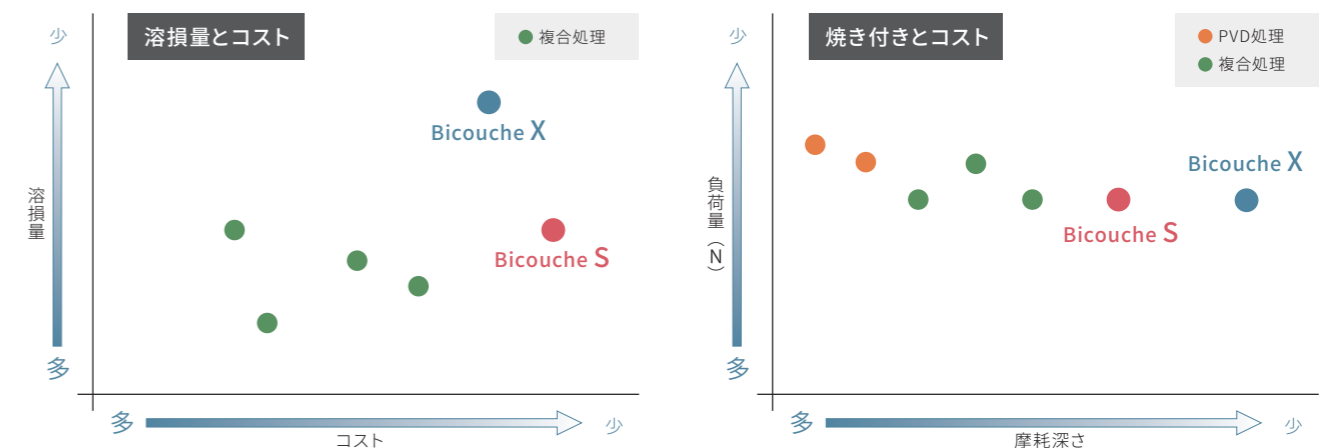 溶損量とコスト
複合処理
少
溶損量
多
Bicouche X
Bicouche S
多
少
コスト
焼き付きとコスト
PVD処理
複合処理
少
負荷量（N）
多
Bicouche X
Bicouche S
多
少
摩耗深さ